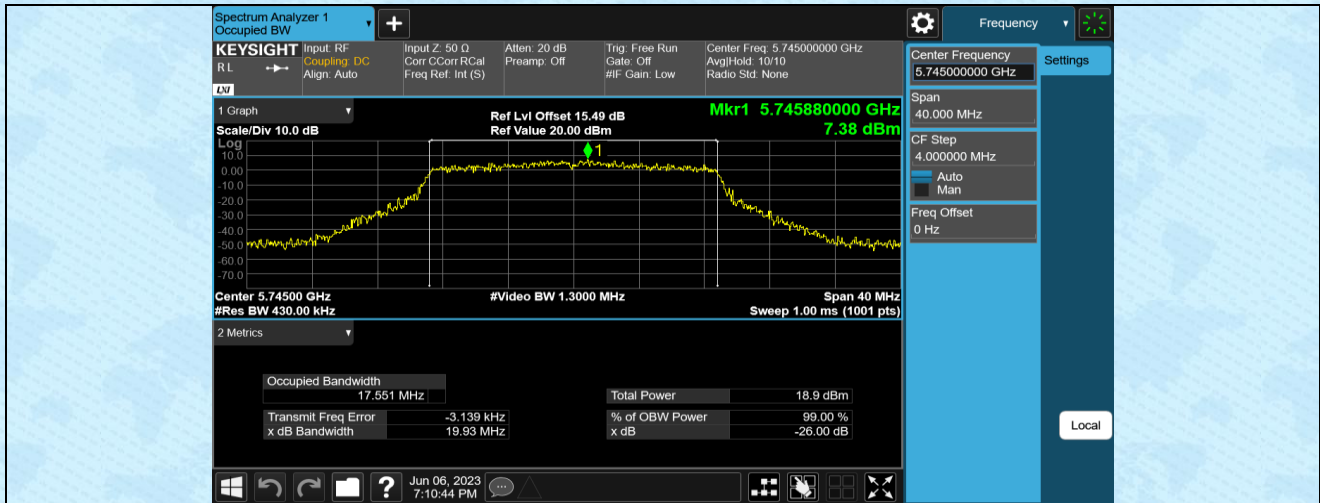 Spectrum Analyzer 1
Occupied BW
Frequency
KEYSIGHT
RL
LXI
Input: RF
Coupling: DC
Align: Auto
Input Z: 50 Ω
Corr CCorr RCal
Freq Ref: Int (S)
Atten: 20 dB
Preamp: Off
Trig: Free Run
Gate: Off
#IF Gain: Low
Center Freq: 5.745000000 GHz
Avg|Hold: 10/10
Radio Std: None
Center Frequency
5.745000000 GHz
Settings
Span
40.000 MHz
CF Step
4.000000 MHz
Auto
Man
Freq Offset
0 Hz
1 Graph
Scale/Div 10.0 dB
Ref Lvl Offset 15.49 dB
Ref Value 20.00 dBm
Mkr1 5.745880000 GHz
7.38 dBm
Log
10.0
0.00
-10.0
-20.0
-30.0
-40.0
-50.0
-60.0
-70.0
1
Center 5.74500 GHz
#Res BW 430.00 kHz
#Video BW 1.3000 MHz
Span 40 MHz
Sweep 1.00 ms (1001 pts)
2 Metrics
Occupied Bandwidth
17.551 MHz
Total Power 18.9 dBm
Transmit Freq Error -3.139 kHz
% of OBW Power 99.00 %
x dB Bandwidth 19.93 MHz
x dB -26.00 dB
Local
Jun 06, 2023
7:10:44 PM